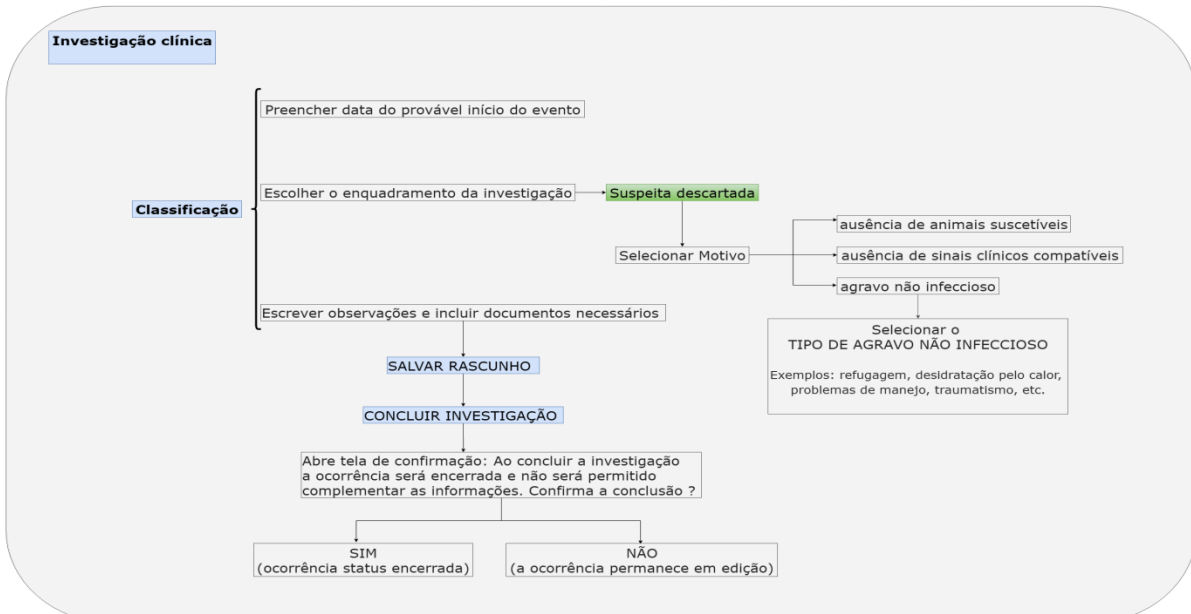 Investigação clínica
Preencher data do provável início do evento
Escolher o enquadramento da investigação
Suspeita descartada
Classificação
ausência de animais suscetíveis
Selecionar Motivo
ausência de sinais clínicos compatíveis
agravo não infeccioso
Escrever observações e incluir documentos necessários
Selecionar o
TIPO DE AGRAVO NÃO INFECCIOSO
Exemplos: refugagem, desidratação pelo calor,
problemas de manejo, traumatismo, etc.
SALVAR RASCUNHO
CONCLUIR INVESTIGAÇÃO
Abre tela de confirmação: Ao concluir a investigação
a ocorrência será encerrada e não será permitido
complementar as informações. Confirma a conclusão ?
SIM
(ocorrência status encerrada)
NÃO
(a ocorrência permanece em edição)